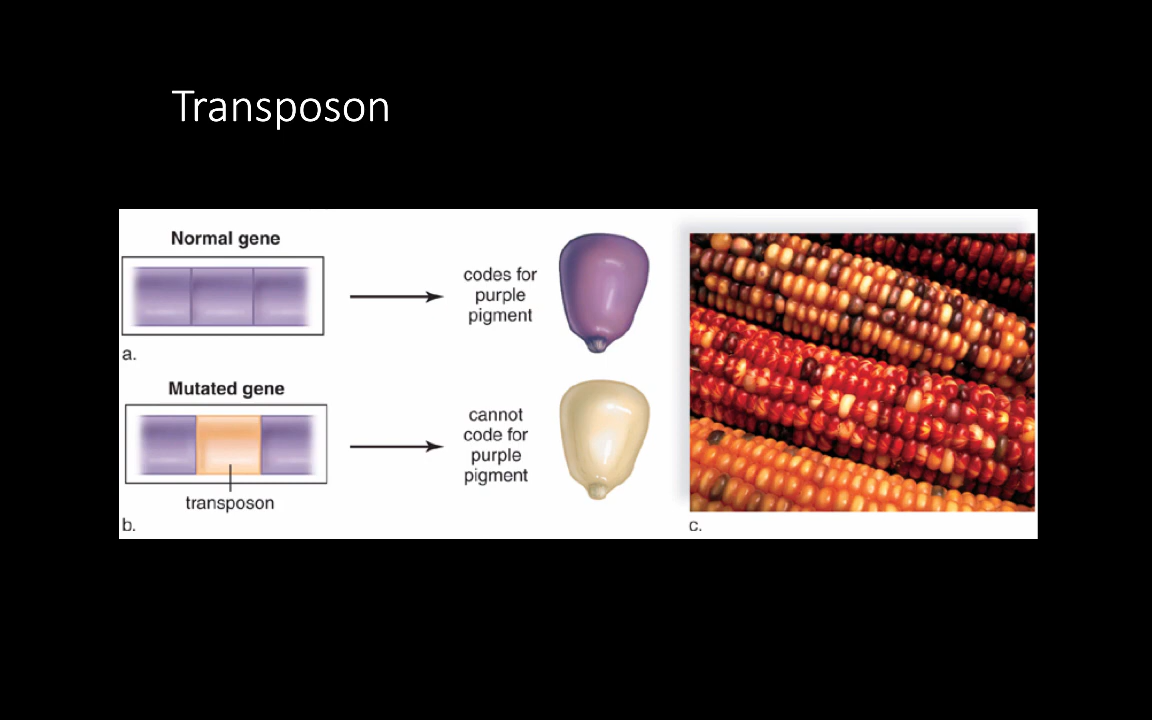 Transposon
Normal gene
codes for
purple
pigment
a.
Mutated gene
cannot
code for
purple
pigment
transposon
b.
c.